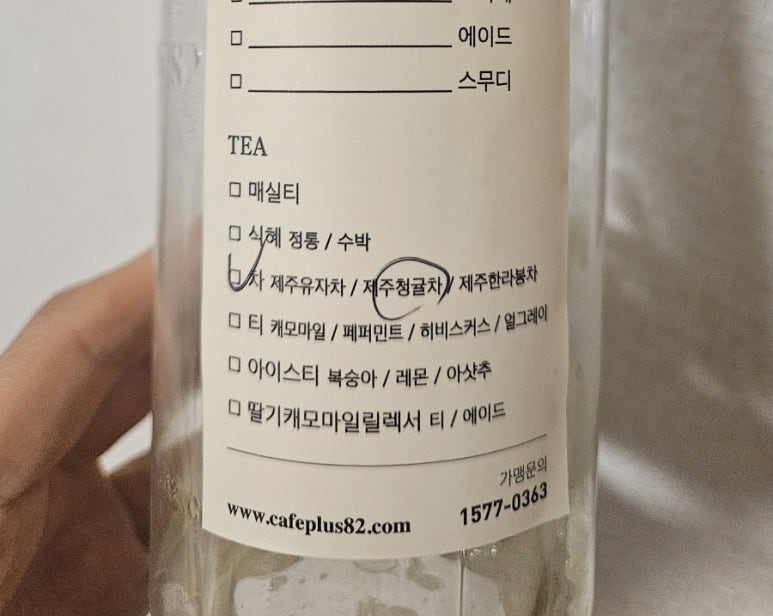 ☐ ____________ 에이드
☐ ____________ 스무디
TEA
☐ 매실티
☐ 식혜 정통 / 수박
☐ 차 제주유자차 / 제주청귤차 / 제주한라봉차
☐ 티 캐모마일 / 페퍼민트 / 히비스커스 / 얼그레이
☐ 아이스티 복숭아 / 레몬 / 아샷추
☐ 딸기캐모마일릴렉서 티 / 에이드
가맹문의
www.cafeplus82.com 1577-0363